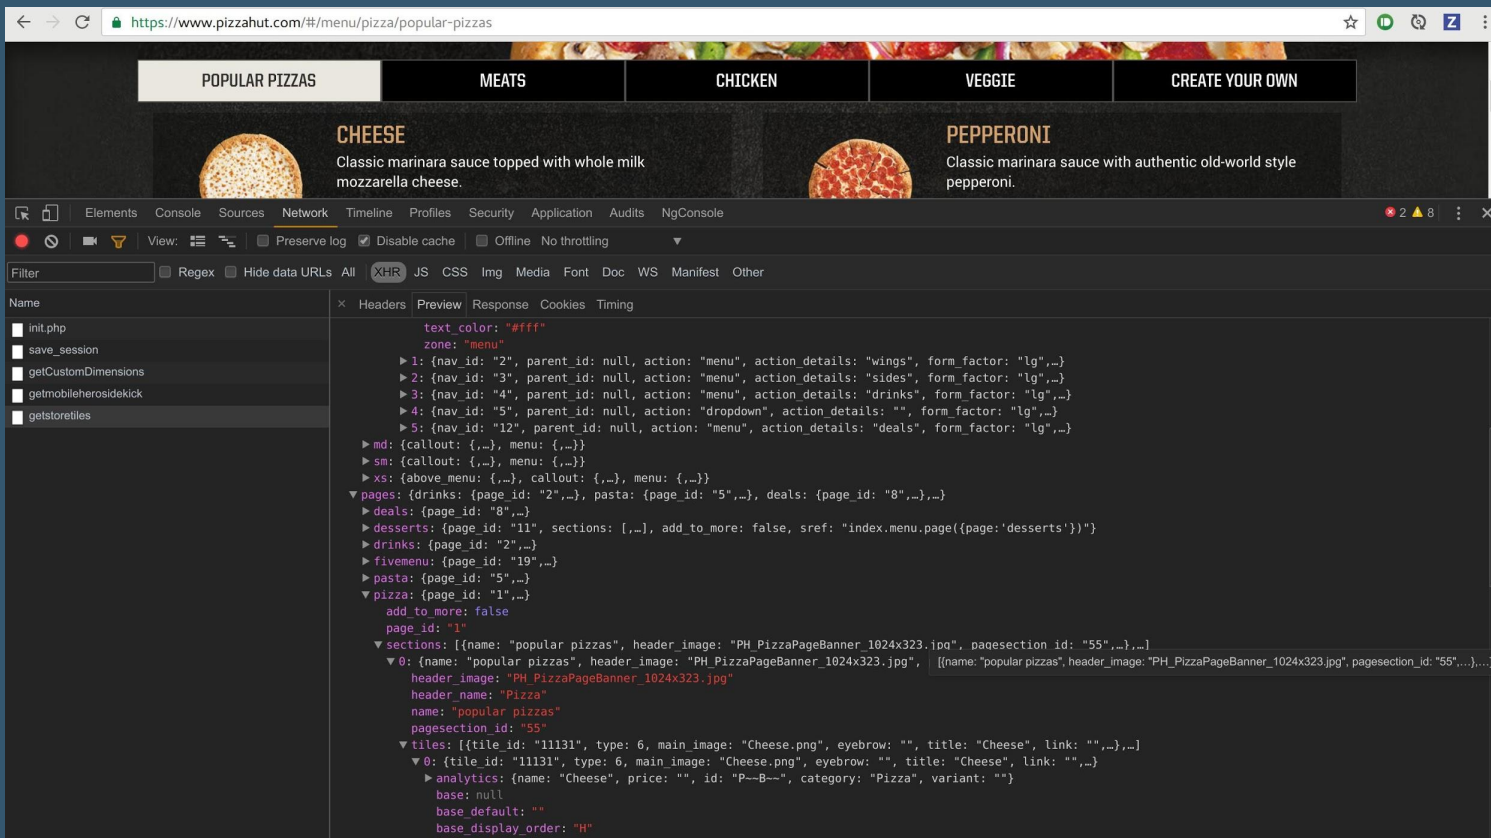 https://www.pizzahut.com/#/menu/pizza/popular-pizzas
POPULAR PIZZAS MEATS CHICKEN VEGGIE CREATE YOUR OWN
CHEESE
Classic marinara sauce topped with whole milk
mozzarella cheese.
PEPPERONI
Classic marinara sauce with authentic old-world style
pepperoni.
Elements Console Sources Network Timeline Profiles Security Application Audits NgConsole 2 8
View: Preserve log Disable cache Offline No throttling
Filter Regex Hide data URLs All XHR JS CSS Img Media Font Doc WS Manifest Other
Name
init.php
save_session
getCustomDimensions
getmobileherosidekick
getstoretiles
× Headers Preview Response Cookies Timing
text_color: "#fff"
zone: "menu"
▶1: {nav_id: "2", parent_id: null, action: "menu", action_details: "wings", form_factor: "lg",…}
▶2: {nav_id: "3", parent_id: null, action: "menu", action_details: "sides", form_factor: "lg",…}
▶3: {nav_id: "4", parent_id: null, action: "menu", action_details: "drinks", form_factor: "lg",…}
▶4: {nav_id: "5", parent_id: null, action: "dropdown", action_details: "", form_factor: "lg",…}
▶5: {nav_id: "12", parent_id: null, action: "menu", action_details: "deals", form_factor: "lg",…}
▶md: {callout: {,…}, menu: {,…}}
▶sm: {callout: {,…}, menu: {,…}}
▶xs: {above_menu: {,…}, callout: {,…}, menu: {,…}}
▼pages: {drinks: {page_id: "2",…}, pasta: {page_id: "5",…}, deals: {page_id: "8",…},…}
▶deals: {page_id: "8",…}
▶desserts: {page_id: "11", sections: [,…], add_to_more: false, sref: "index.menu.page({page:'desserts'})"}
▶drinks: {page_id: "2",…}
▶fivemenu: {page_id: "19",…}
▶pasta: {page_id: "5",…}
▼pizza: {page_id: "1",…}
add_to_more: false
page_id: "1"
▼sections: [{name: "popular pizzas", header_image: "PH_PizzaPageBanner_1024x323.jpg", pagesection_id: "55",…},…]
▼0: {name: "popular pizzas", header_image: "PH_PizzaPageBanner_1024x323.jpg",
[{name: "popular pizzas", header_image: "PH_PizzaPageBanner_1024x323.jpg", pagesection_id: "55",…},…]
header_image: "PH_PizzaPageBanner_1024x323.jpg"
header_name: "Pizza"
name: "popular pizzas"
pagesection_id: "55"
▼tiles: [{tile_id: "11131", type: 6, main_image: "Cheese.png", eyebrow: "", title: "Cheese", link: "",…},…]
▼0: {tile_id: "11131", type: 6, main_image: "Cheese.png", eyebrow: "", title: "Cheese", link: "",…}
▶analytics: {name: "Cheese", price: "", id: "P~~B~~", category: "Pizza", variant: ""}
base: null
base_default: ""
base_display_order: "H"